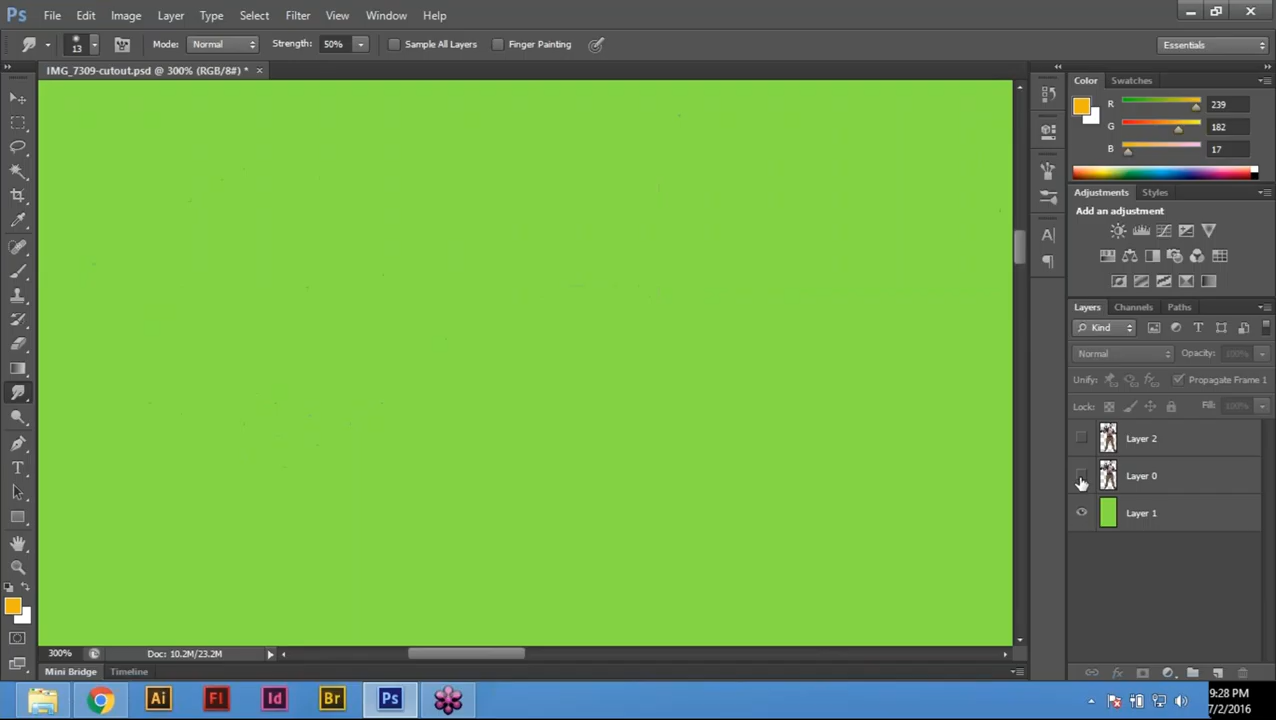 Ps File Edit Image Layer Type Select Filter View Window Help
13 Mode: Normal Strength: 50% Sample All Layers Finger Painting Essentials
IMG_7309-cutout.psd @ 300% (RGB/8#) * ×
Color Swatches
R 239
G 182
B 17
Adjustments Styles
Add an adjustment
Layers Channels Paths
Kind
Normal Opacity: 100%
Unify: Propagate Frame 1
Lock: Fill: 100%
Layer 2
Layer 0
Layer 1
300% Doc: 10.2M/23.2M
Mini Bridge Timeline
Ai Fl Id Br Ps 9:28 PM
7/2/2016